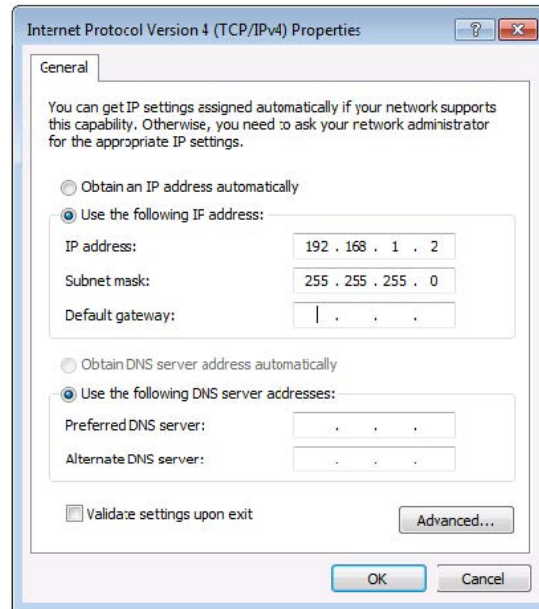 Internet Protocol Version 4 (TCP/IPv4) Properties
General
You can get IP settings assigned automatically if your network supports
this capability. Otherwise, you need to ask your network administrator
for the appropriate IP settings.
Obtain an IP address automatically
Use the following IP address:
IP address: 192 . 168 . 1 . 2
Subnet mask: 255 . 255 . 255 . 0
Default gateway: . . .
Obtain DNS server address automatically
Use the following DNS server addresses:
Preferred DNS server: . . .
Alternate DNS server: . . .
Validate settings upon exit
Advanced...
OK Cancel